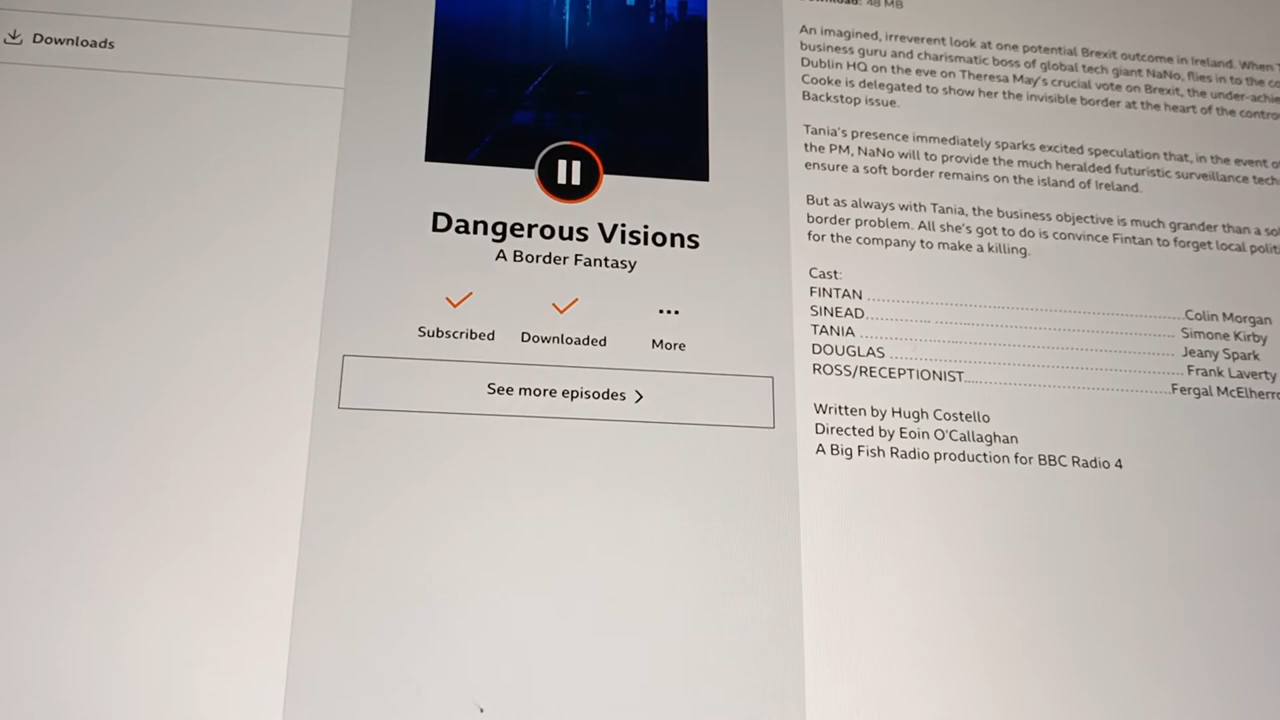 Downloads
Dangerous Visions
A Border Fantasy
Subscribed
Downloaded
More
See more episodes
48 MB
An imagined, irreverent look at one potential Brexit outcome in Ireland. When
business guru and charismatic boss of global tech giant NaNo, flies in to the
Dublin HQ on the eve on Theresa May's crucial vote on Brexit, the
Cooke is delegated to show her the invisible border at the heart of the
Backstop issue.
Tania's presence immediately sparks excited speculation that, in the event
the PM, NaNo will to provide the much heralded futuristic surveillance
ensure a soft border remains on the island of Ireland.
But as always with Tania, the business objective is much grander than a
border problem. All she's got to do is convince Fintan to forget local
for the company to make a killing.
Cast:
FINTAN ........................................................Colin Morgan
SINEAD............... ........................................... Simone Kirby
TANIA ......................................................... Jeany Spark
DOUGLAS .................................................... Frank Laverty
ROSS/RECEPTIONIST.......................................Fergal
Written by Hugh Costello
Directed by Eoin O'Callaghan
A Big Fish Radio production for BBC Radio 4